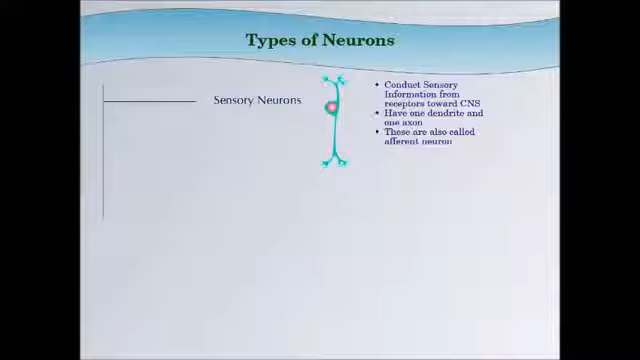 Types of Neurons
Sensory Neurons
• Conduct Sensory
Information from
receptors toward CNS
• Have one dendrite and
one axon
• These are also called
afferent neuron